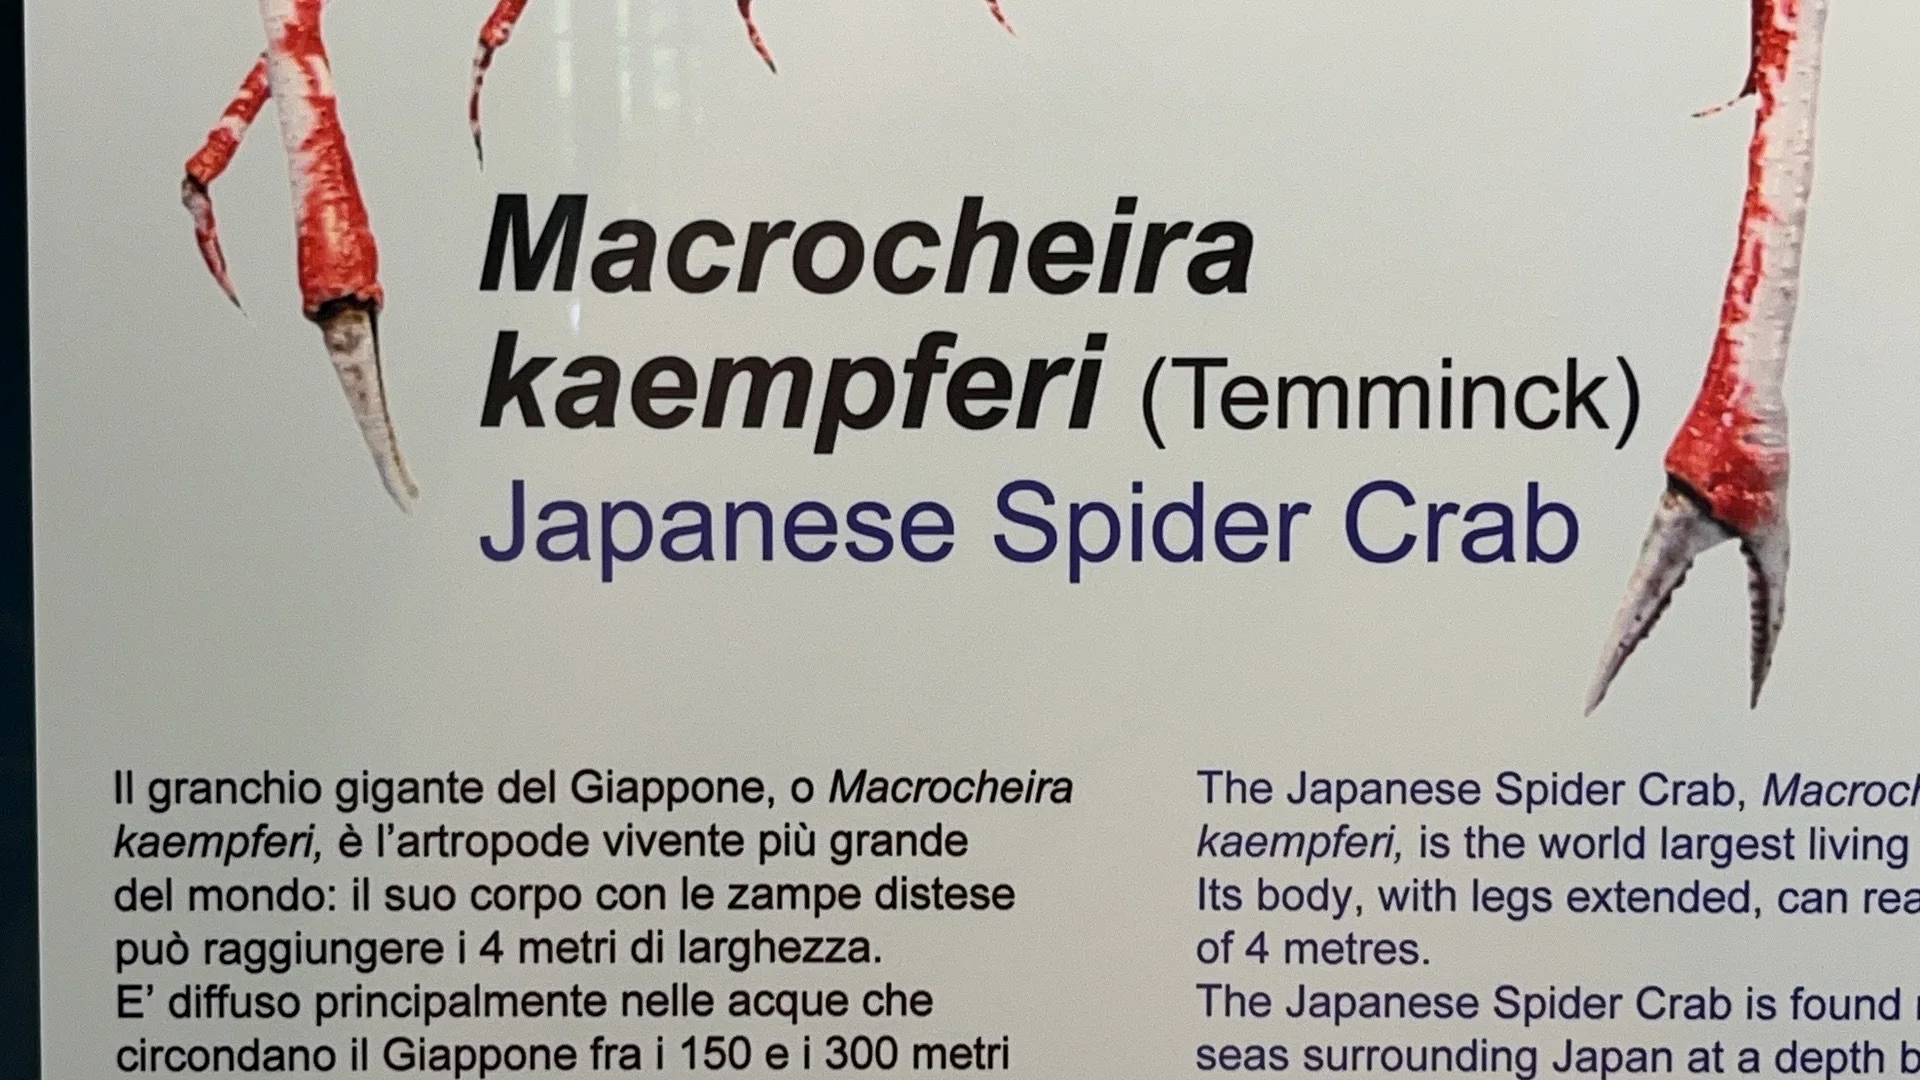 Macrocheira
kaempferi (Temminck)
Japanese Spider Crab
Il granchio gigante del Giappone, o Macrocheira
kaempferi, è l'artropode vivente più grande
del mondo: il suo corpo con le zampe distese
può raggiungere i 4 metri di larghezza.
E' diffuso principalmente nelle acque che
circondano il Giappone fra i 150 e i 300 metri
The Japanese Spider Crab,
kaempferi, is the world largest living
Its body, with legs extended, can
of 4 metres.
The Japanese Spider Crab is found
seas surrounding Japan at a depth